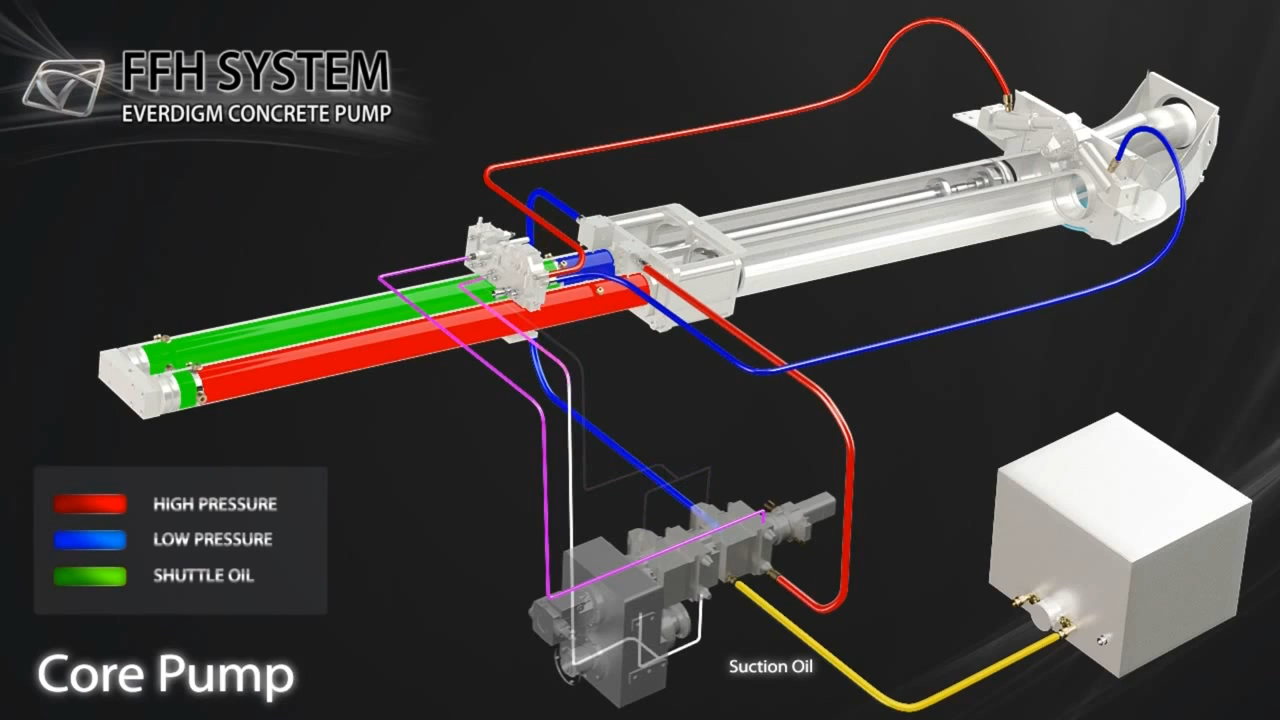 FFH SYSTEM
EVERDIGM CONCRETE PUMP
HIGH PRESSURE
LOW PRESSURE
SHUTTLE OIL
Suction Oil
Core Pump